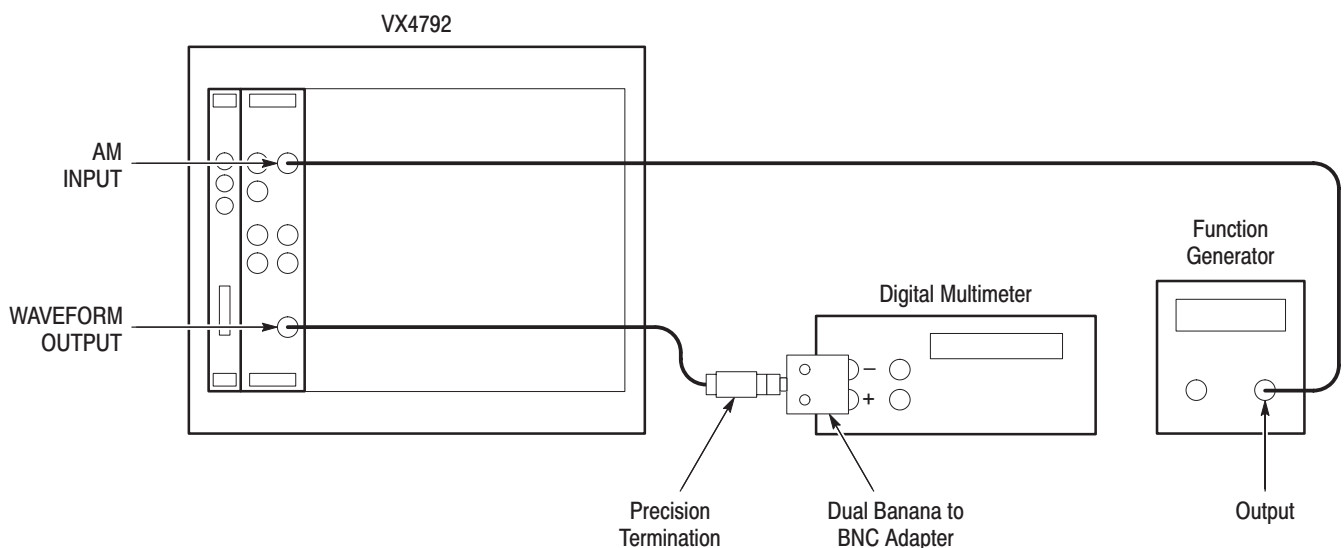 VX4792
AM
INPUT
WAVEFORM
OUTPUT
Digital Multimeter
–
+
Function
Generator
Precision
Termination
Dual Banana to
BNC Adapter
Output